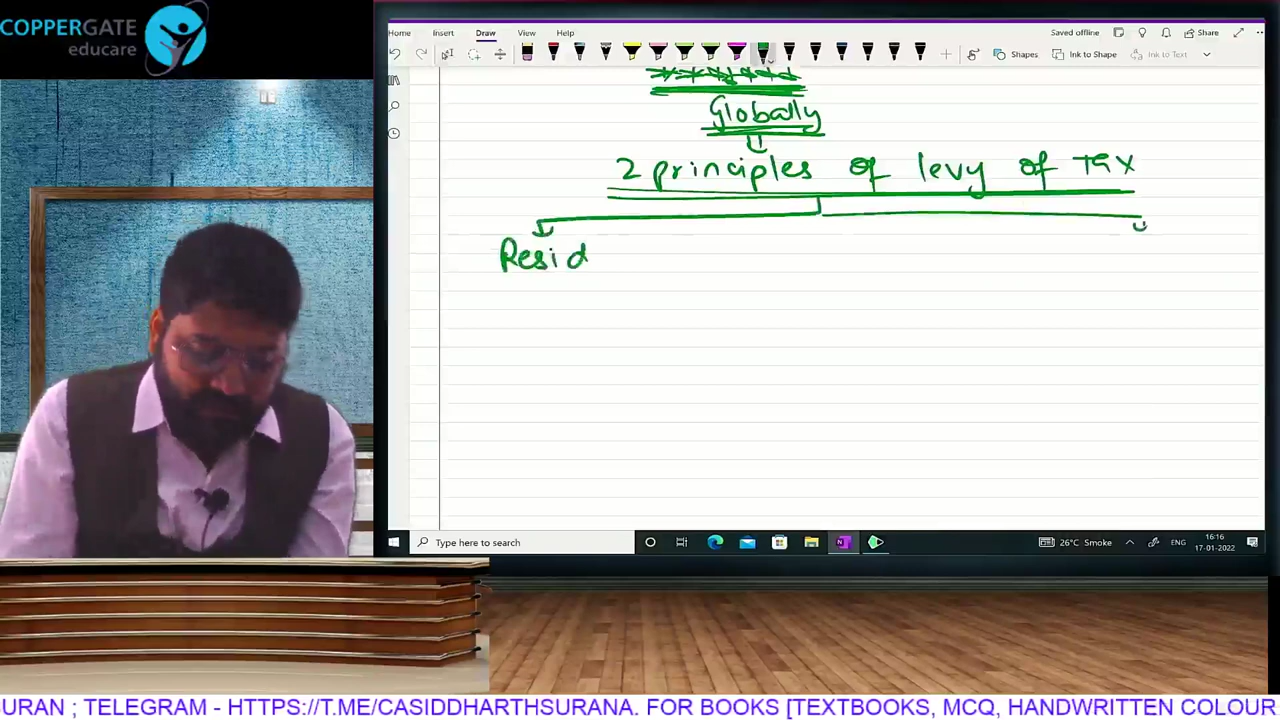 COPPERGATE
educare
Home Insert Draw View Help
Saved offline
Share
Shapes
Ink to Shape
Ink to Text
Globally
2 principles of levy of Tax
Resid
Type here to search
26°C Smoke
ENG
16:16
17-01-2022
SURAN ; TELEGRAM - HTTPS://T.ME/CASIDDHARTHSURANA. FOR BOOKS [TEXTBOOKS, MCQ, HANDWRITTEN COLOUR